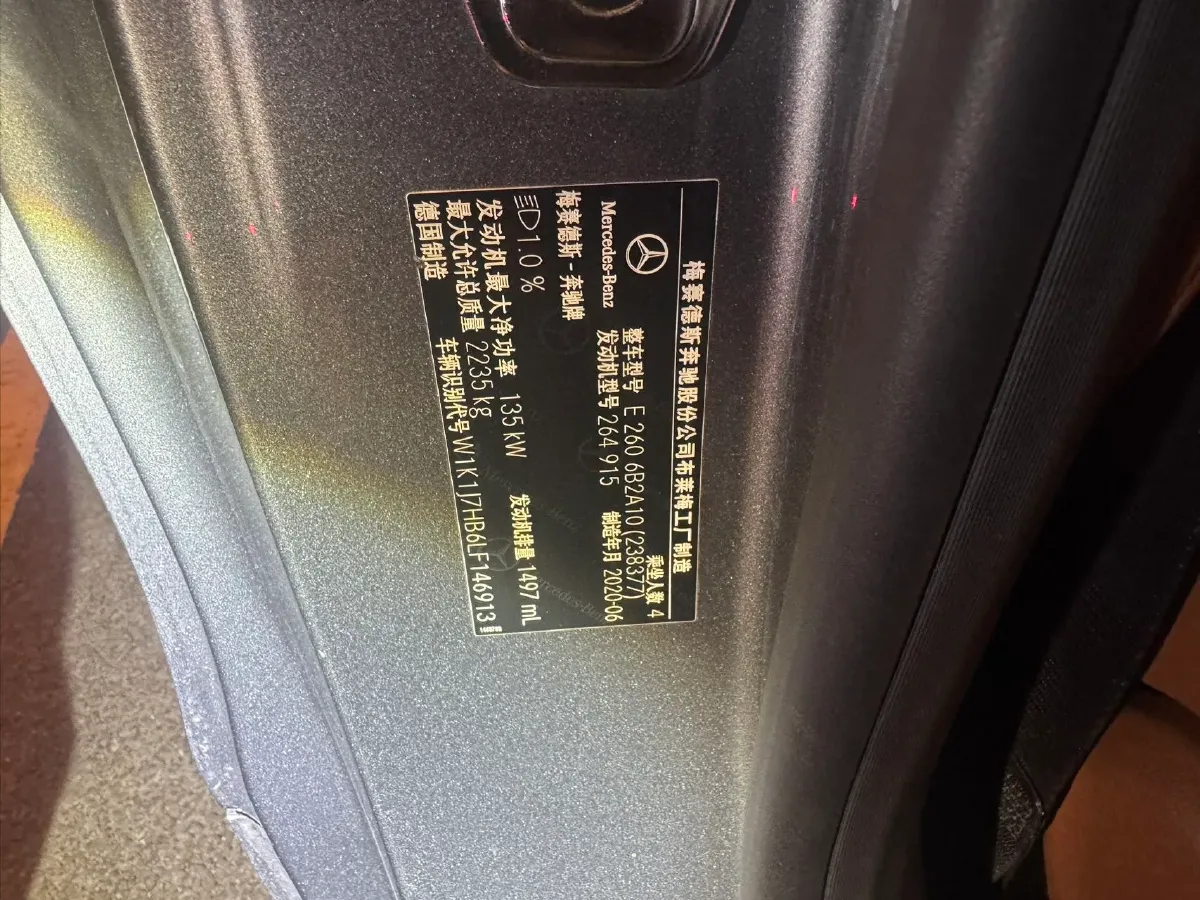 梅赛德斯奔驰股份公司布莱梅工厂制造
乘坐人数 4
整车型号 E 260 6B2A10 (238377)
Mercedes-Benz
发动机型号 264 915 制造年月 2020-06
梅赛德斯-奔驰牌
1.0 %
发动机排量 1497 mL
发动机最大净功率 135 kW
最大允许总质量 2235 kg
德国制造
车辆识别代号 W1K1J7HB6LF146913